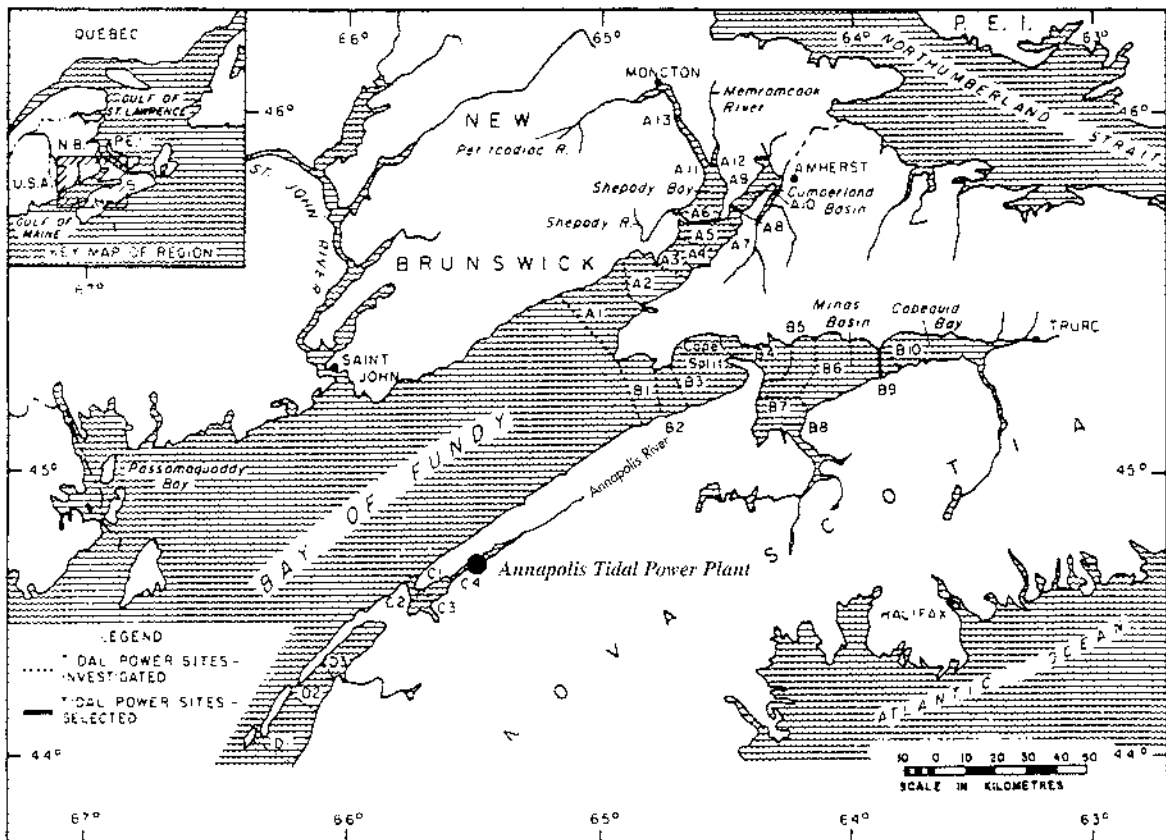 QUÉBEC
GULF OF
ST. LAWRENCE
N.B.
P.E.I.
U.S.A.
N.S.
GULF OF
MAINE
KEY MAP OF REGION
66°
65°
64°
63°
P. E. I.
NORTHUMBERLAND
STRAIT
46°
46°
MONCTON
Memramcook
River
NEW
A13
Petitcodiac R.
A11
A12
A9
AMHERST
Shepody Bay
Cumberland
Basin
A10
Shepody R.
A6
A5
A7
A8
A3
A4
ST. JOHN
RIVER
BRUNSWICK
A2
A1
Minas
Basin
Cobequid
Bay
B5
TRURO
SAINT
JOHN
Cape
Split
B4
B10
B1
B3
B6
B9
B2
B7
B8
45°
45°
Passamaquoddy
Bay
BAY OF FUNDY
Annapolis River
NOVA
SCOTIA
Annapolis Tidal Power Plant
C1
C4
C2
C3
HALIFAX
ATLANTIC OCEAN
LEGEND
TIDAL POWER SITES -
INVESTIGATED
TIDAL POWER SITES -
SELECTED
D3
D2
44°
44°
10 0 10 20 30 40 50
SCALE IN KILOMETRES
67°
66°
65°
64°
63°